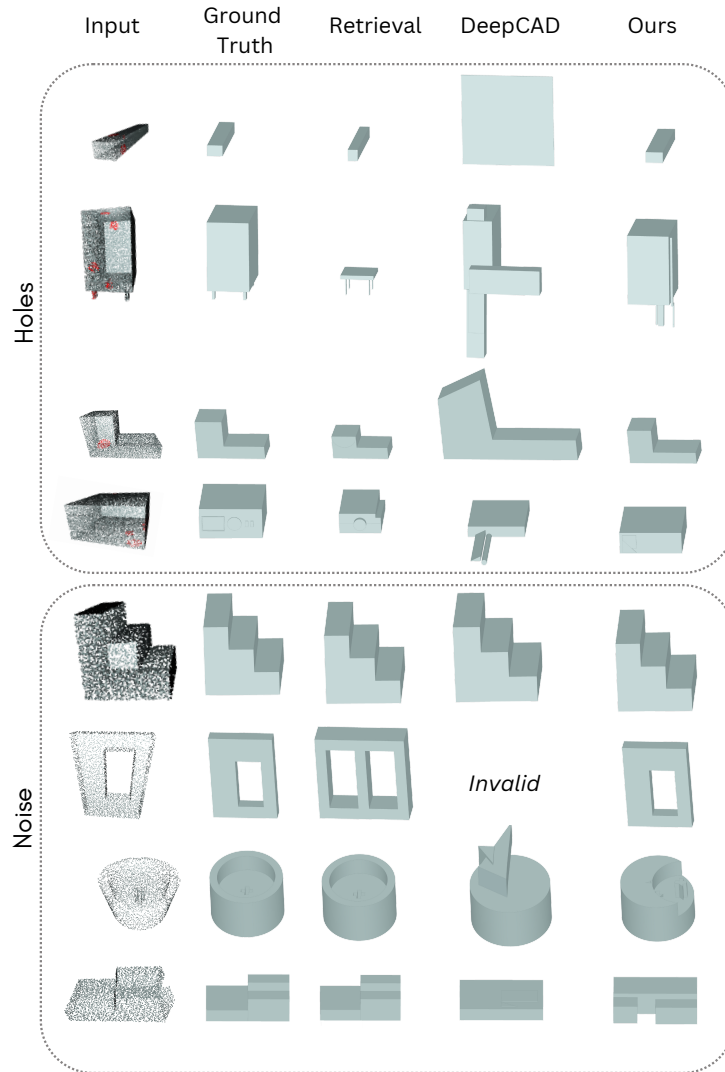 Input
Ground
Truth
Retrieval
DeepCAD
Ours
Holes
Noise
Invalid